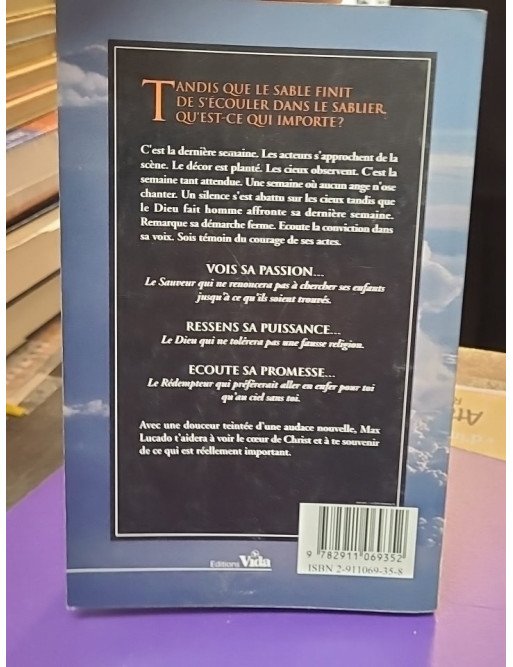 TANDIS QUE LE SABLE FINIT
DE S'ÉCOULER DANS LE SABLIER,
QU'EST-CE QUI IMPORTE?
C'est la dernière semaine. Les acteurs s'approchent de la
scène. Le décor est planté. Les cieux observent. C'est la
semaine tant attendue. Une semaine où aucun ange n'ose
chanter. Un silence s'est abattu sur les cieux tandis que
le Dieu fait homme affronte sa dernière semaine.
Remarque sa démarche ferme. Ecoute la conviction dans
sa voix. Sois témoin du courage de ses actes.
VOIS SA PASSION...
Le Sauveur qui ne renoncera pas à chercher ses enfants
jusqu'à ce qu'ils soient trouvés.
RESSENS SA PUISSANCE...
Le Dieu qui ne tolérera pas une fausse religion.
ECOUTE SA PROMESSE...
Le Rédempteur qui préférerait aller en enfer pour toi
qu'au ciel sans toi.
Avec une douceur teintée d'une audace nouvelle, Max
Lucado t'aidera à voir le cœur de Christ et à te souvenir
de ce qui est réellement important.
Editions Vida
9 782911 069352
ISBN 2-911069-35-8